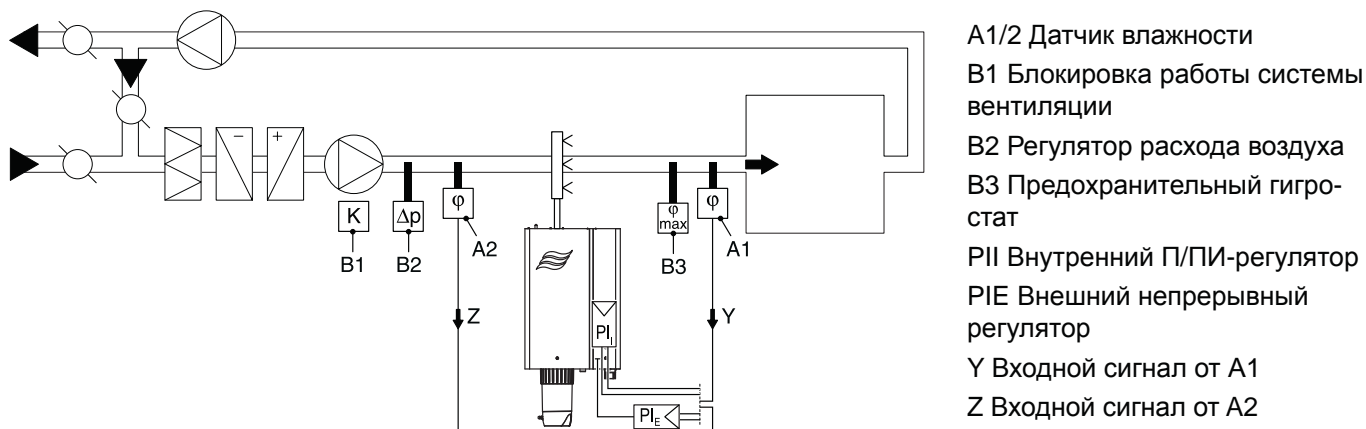 K
Δp
φ
φ
max
φ
B1
B2
A2
B3
A1
Z
Y
PII
PIE
− +
A1/2 Датчик влажности
B1 Блокировка работы системы
вентиляции
B2 Регулятор расхода воздуха
B3 Предохранительный гигро-
стат
PII Внутренний П/ПИ-регулятор
PIE Внешний непрерывный
регулятор
Y Входной сигнал от A1
Z Входной сигнал от A2